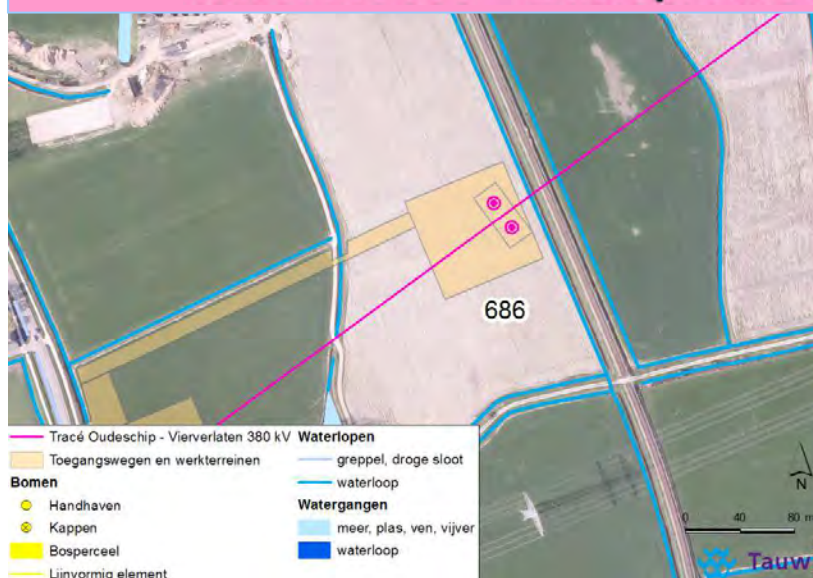 686
Tracé Oudeschip - Vierverlaten 380 kV
Toegangswegen en werkterreinen
Bomen
Handhaven
Kappen
Bosperceel
Lijnvormig element
Waterlopen
greppel, droge sloot
waterloop
Watergangen
meer, plas, ven, vijver
waterloop
N
0 40 80 m
Tauw